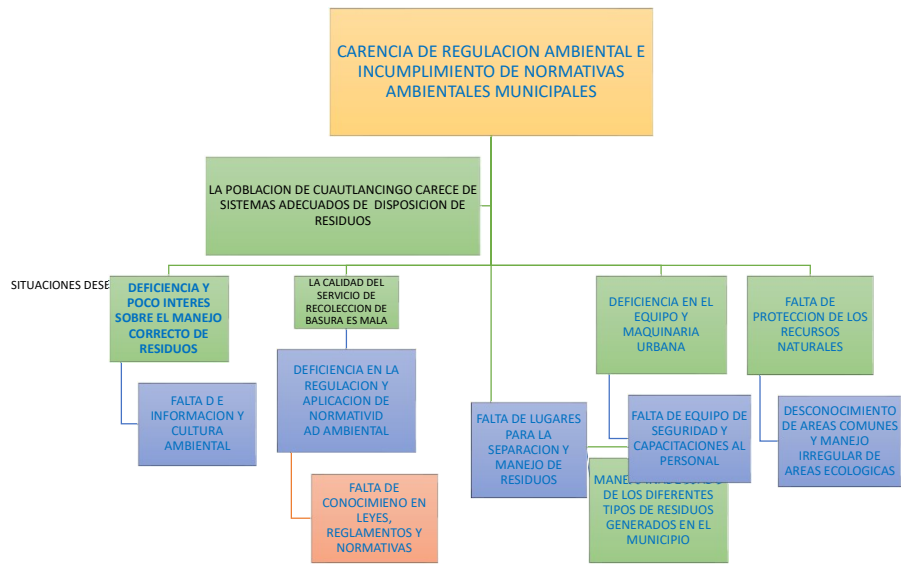 CARENCIA DE REGULACION AMBIENTAL E
INCUMPLIMIENTO DE NORMATIVAS
AMBIENTALES MUNICIPALES
LA POBLACION DE CUAUTLANCINGO CARECE DE
SISTEMAS ADECUADOS DE DISPOSICION DE
RESIDUOS
SITUACIONES
DEFICIENCIA Y
POCO INTERES
SOBRE EL MANEJO
CORRECTO DE
RESIDUOS
FALTA D E
INFORMACION Y
CULTURA
AMBIENTAL
LA CALIDAD DEL
SERVICIO DE
RECOLECCION DE
BASURA ES MALA
DEFICIENCIA EN LA
REGULACION Y
APLICACION DE
NORMATIVID
AD AMBIENTAL
FALTA DE
CONOCIMIENO EN
LEYES,
REGLAMENTOS Y
NORMATIVAS
FALTA DE LUGARES
PARA LA
SEPARACION Y
MANEJO DE
RESIDUOS
DE LOS DIFERENTES
TIPOS DE RESIDUOS
GENERADOS EN EL
MUNICIPIO
DEFICIENCIA EN EL
EQUIPO Y
MAQUINARIA
URBANA
FALTA DE EQUIPO DE
SEGURIDAD Y
CAPACITACIONES AL
PERSONAL
FALTA DE
PROTECCION DE LOS
RECURSOS
NATURALES
DESCONOCIMIENTO
DE AREAS COMUNES
Y MANEJO
IRREGULAR DE
AREAS ECOLOGICAS